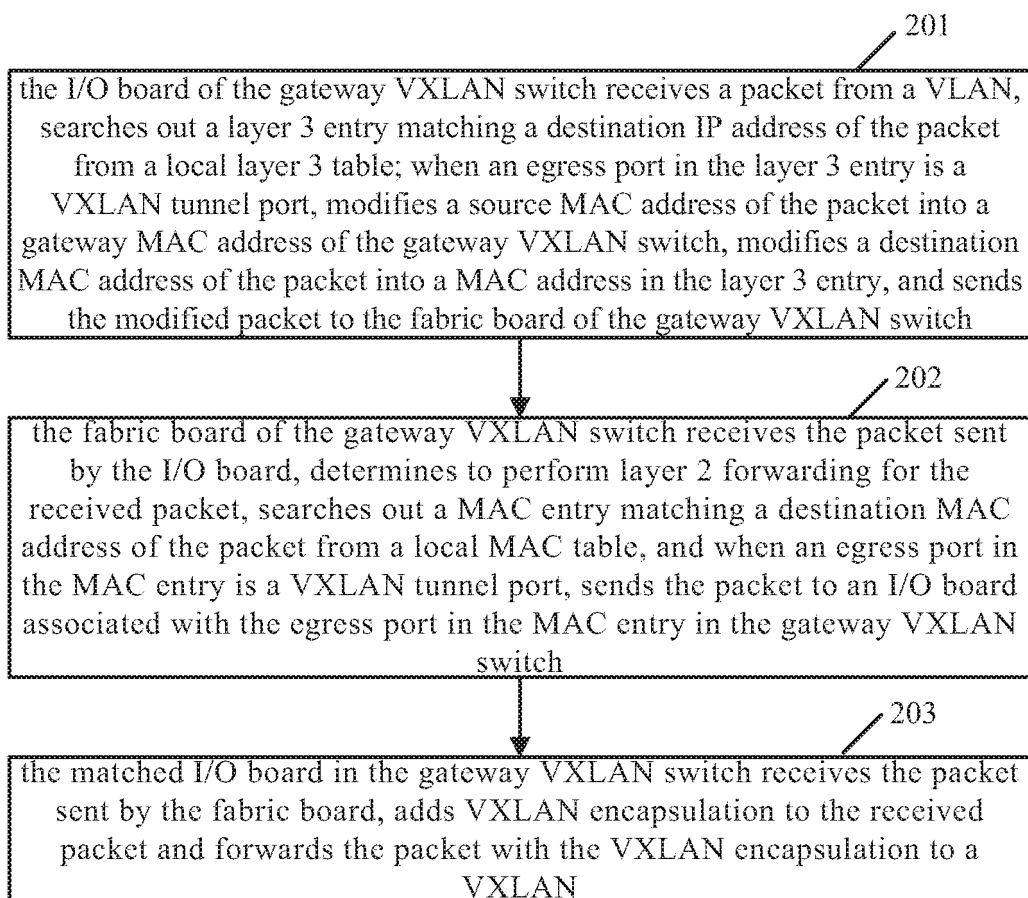 201
the I/O board of the gateway VXLAN switch receives a packet from a VLAN,
searches out a layer 3 entry matching a destination IP address of the packet
from a local layer 3 table; when an egress port in the layer 3 entry is a
VXLAN tunnel port, modifies a source MAC address of the packet into a
gateway MAC address of the gateway VXLAN switch, modifies a destination
MAC address of the packet into a MAC address in the layer 3 entry, and sends
the modified packet to the fabric board of the gateway VXLAN switch
202
the fabric board of the gateway VXLAN switch receives the packet sent
by the I/O board, determines to perform layer 2 forwarding for the
received packet, searches out a MAC entry matching a destination MAC
address of the packet from a local MAC table, and when an egress port in
the MAC entry is a VXLAN tunnel port, sends the packet to an I/O board
associated with the egress port in the MAC entry in the gateway VXLAN
switch
203
the matched I/O board in the gateway VXLAN switch receives the packet
sent by the fabric board, adds VXLAN encapsulation to the received
packet and forwards the packet with the VXLAN encapsulation to a
VXLAN